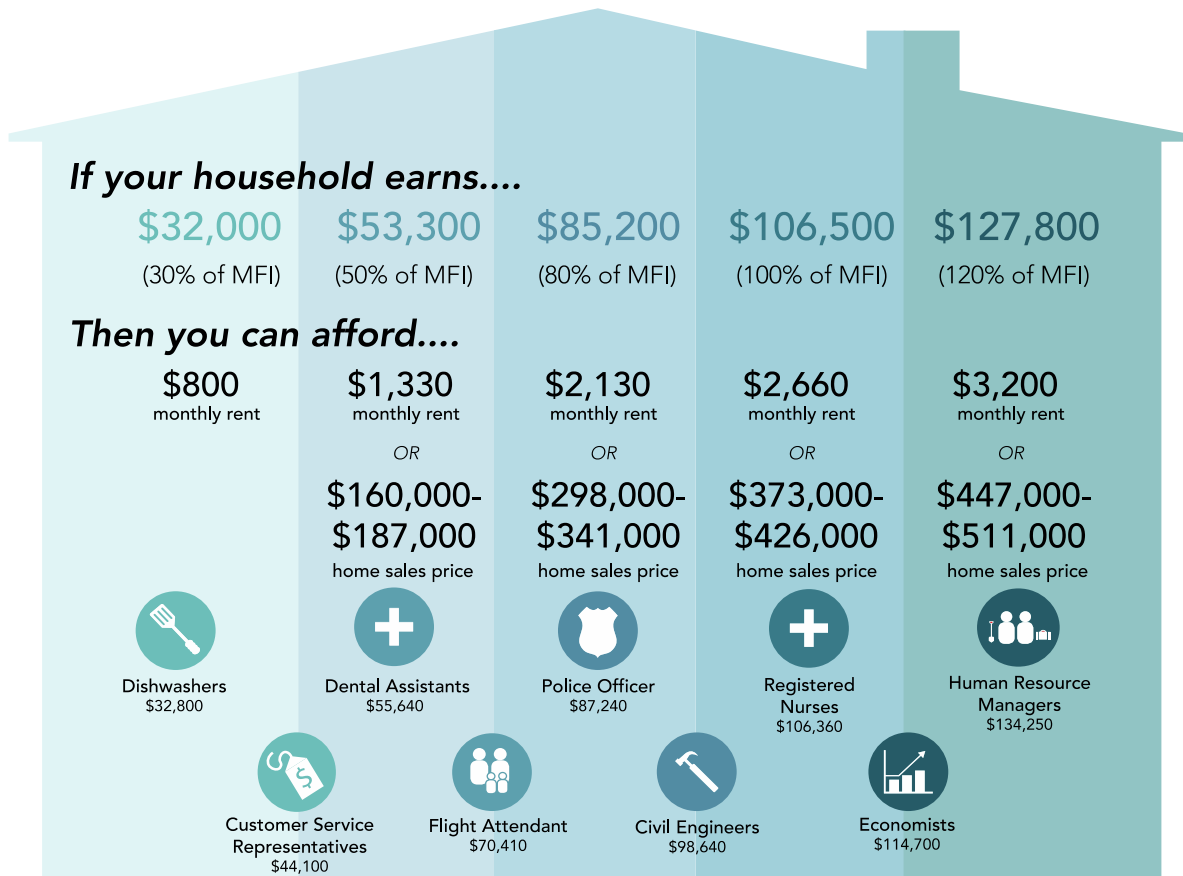 If your household earns....
$32,000 $53,300 $85,200 $106,500 $127,800
(30% of MFI) (50% of MFI) (80% of MFI) (100% of MFI) (120% of MFI)
Then you can afford....
$800 $1,330 $2,130 $2,660 $3,200
monthly rent monthly rent monthly rent monthly rent monthly rent
OR OR OR OR
$160,000- $298,000- $373,000- $447,000-
$187,000 $341,000 $426,000 $511,000
home sales price home sales price home sales price home sales price
Dishwashers
$32,800
Dental Assistants
$55,640
Police Officer
$87,240
Registered
Nurses
$106,360
Human Resource
Managers
$134,250
$
Customer Service
Representatives
$44,100
Flight Attendant
$70,410
Civil Engineers
$98,640
Economists
$114,700